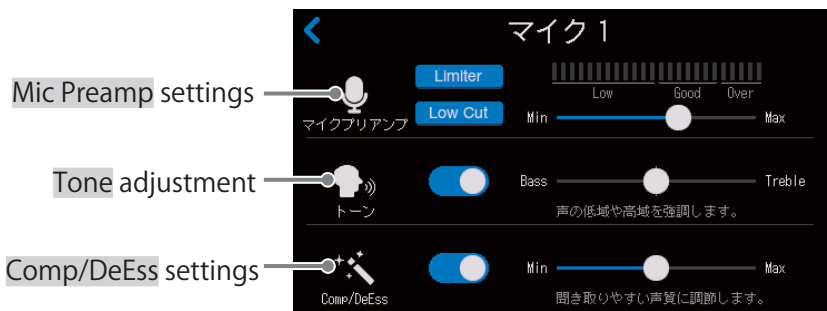 マイク 1
Mic Preamp settings
マイクプリアンプ
Limiter
Low Cut
Low Good Over
Min Max
Tone adjustment
トーン
Bass Treble
声の低域や高域を強調します。
Comp/DeEss settings
Comp/DeEss
Min Max
聞き取りやすい声質に調節します。